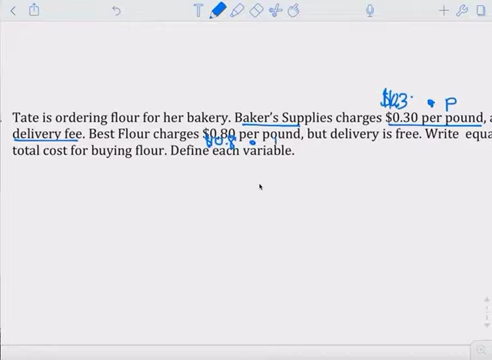 $0.3 • P
Tate is ordering flour for her bakery. Baker's Supplies charges $0.30 per pound,
delivery fee. Best Flour charges $0.80 per pound, but delivery is free. Write equa
$0.8 •
total cost for buying flour. Define each variable.